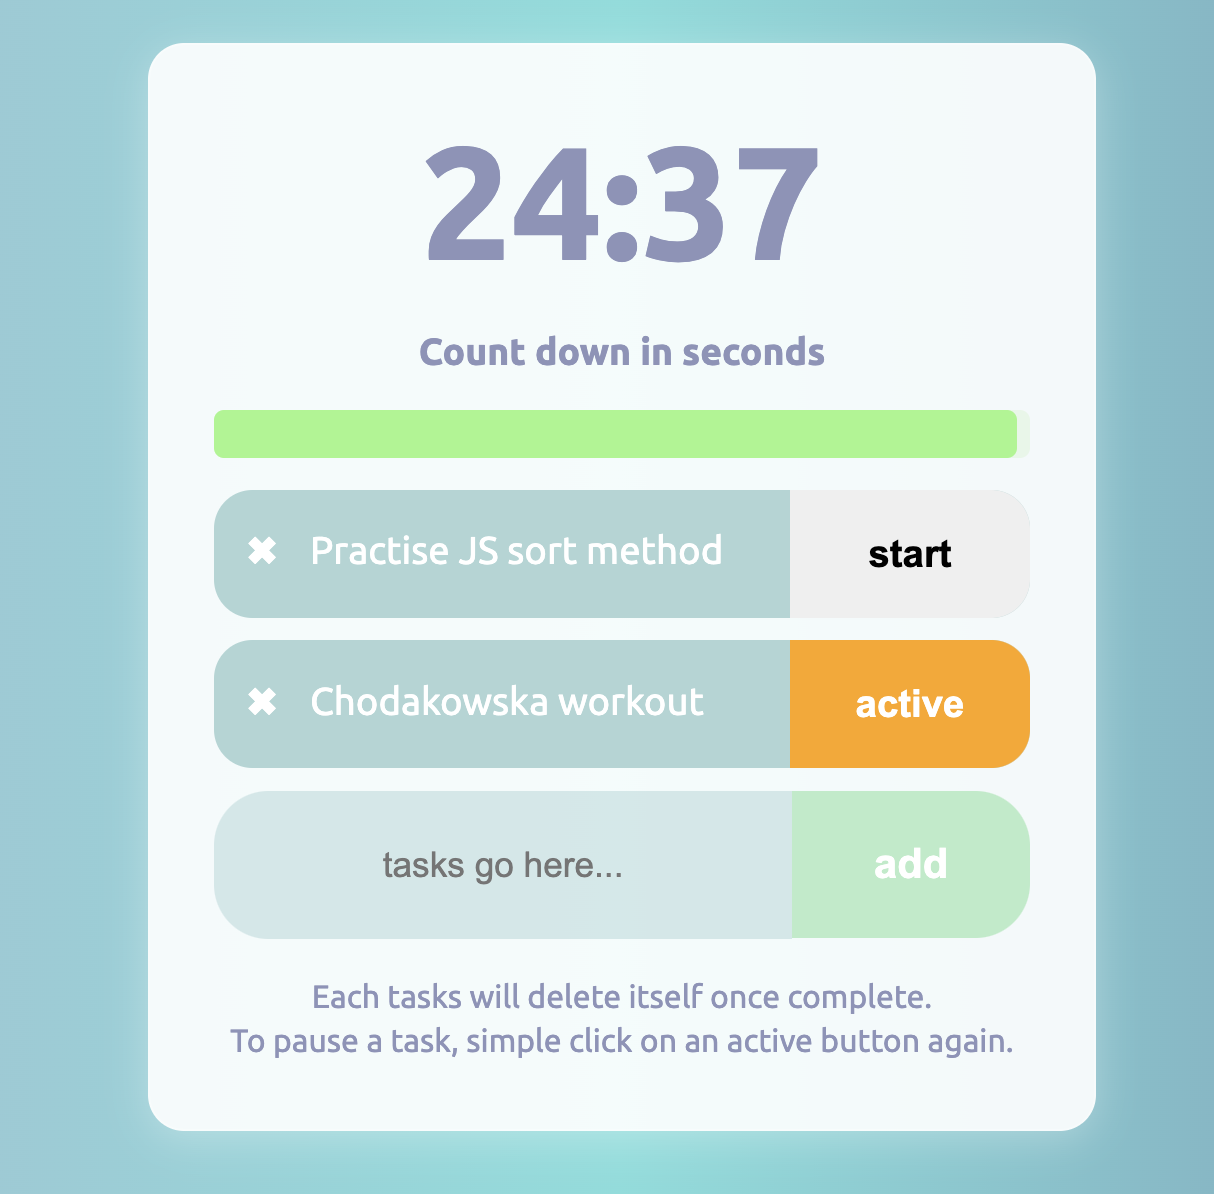 24:37
Count down in seconds
✖ Practise JS sort method start
✖ Chodakowska workout active
tasks go here... add
Each tasks will delete itself once complete.
To pause a task, simple click on an active button again.